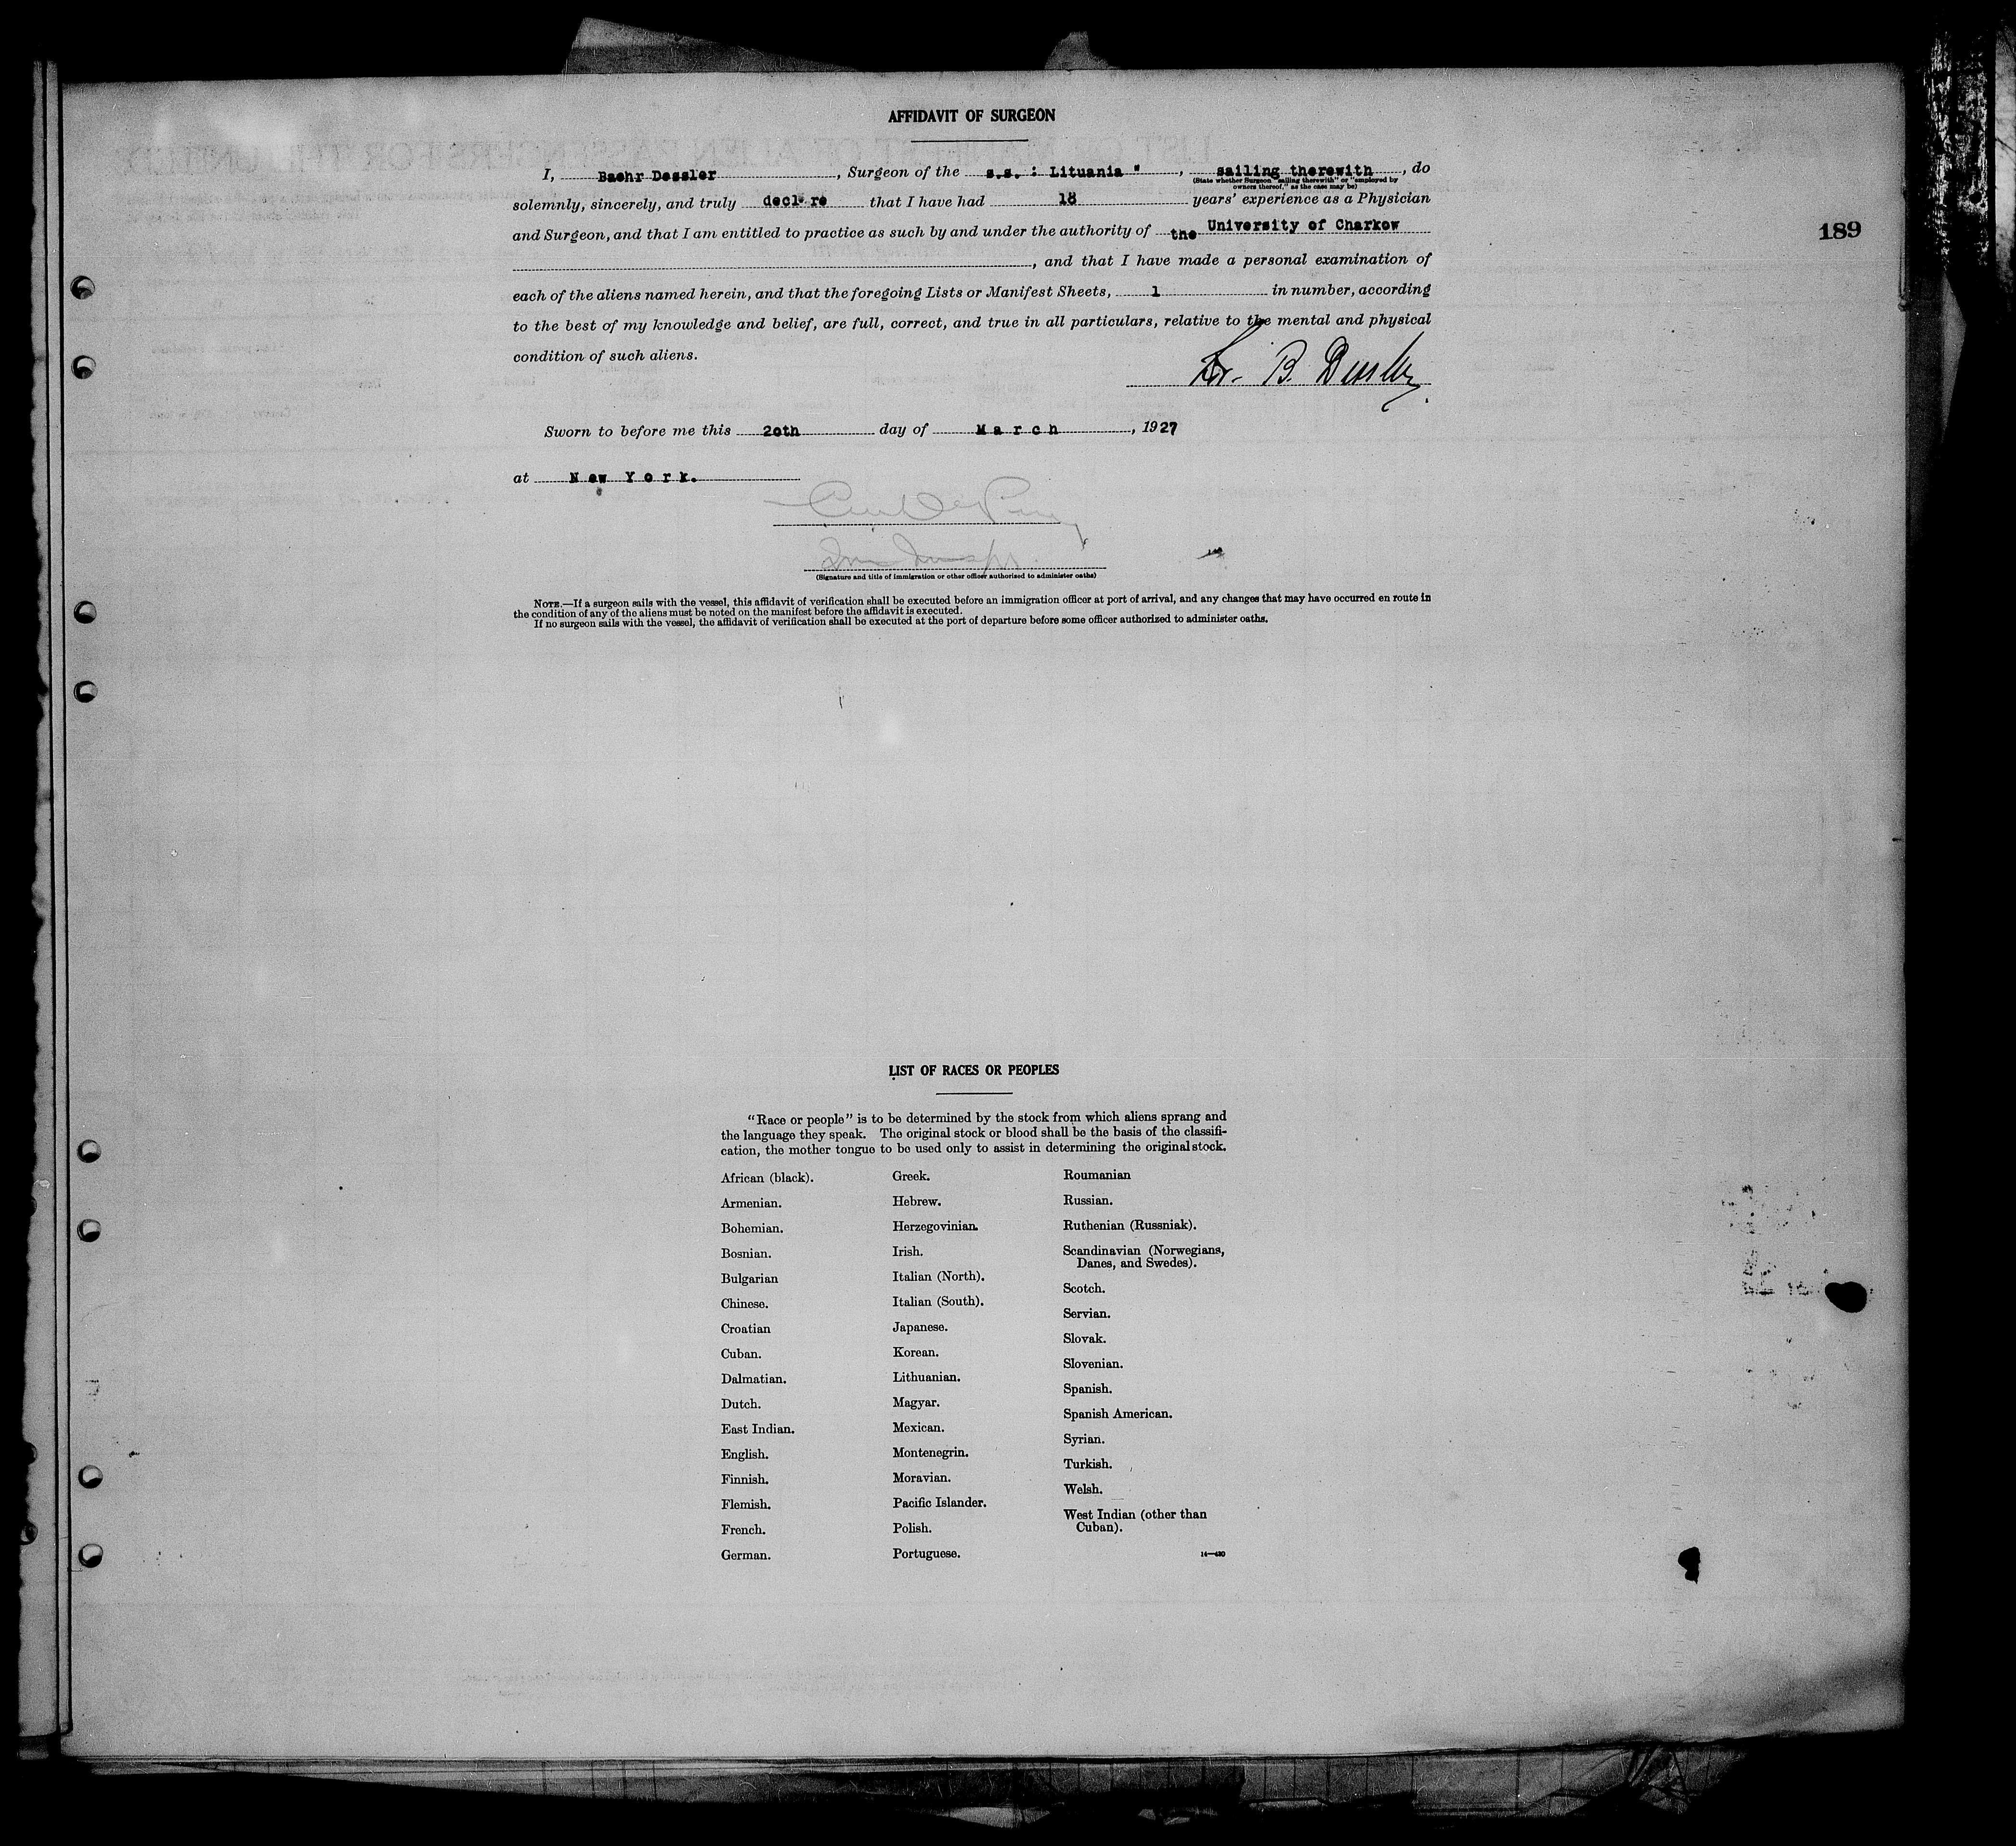 AFFIDAVIT OF SURGEON
I, Baehr Dessler, Surgeon of the s.s. : Lituania ", sailing therewith, do
(State whether Surgeon "sailing therewith" or "employed by
owners thereof," as the case may be)
solemnly, sincerely, and truly declare that I have had 18 years' experience as a Physician
and Surgeon, and that I am entitled to practice as such by and under the authority of the University of Charkow
189
, and that I have made a personal examination of
each of the aliens named herein, and that the foregoing Lists or Manifest Sheets, 1 in number, according
to the best of my knowledge and belief, are full, correct, and true in all particulars, relative to the mental and physical
condition of such aliens.
Dr. B. Dessler
Sworn to before me this 20th day of March, 1927
at New York.
(Signature and title of immigration or other officer authorized to administer oaths)
NOTE.—If a surgeon sails with the vessel, this affidavit of verification shall be executed before an immigration officer at port of arrival, and any changes that may have occurred en route in
the condition of any of the aliens must be noted on the manifest before the affidavit is executed.
If no surgeon sails with the vessel, the affidavit of verification shall be executed at the port of departure before some officer authorized to administer oaths.
LIST OF RACES OR PEOPLES
"Race or people" is to be determined by the stock from which aliens sprang and
the language they speak. The original stock or blood shall be the basis of the classifi-
cation, the mother tongue to be used only to assist in determining the original stock.
African (black).
Armenian.
Bohemian.
Bosnian.
Bulgarian
Chinese.
Croatian
Cuban.
Dalmatian.
Dutch.
East Indian.
English.
Finnish.
Flemish.
French.
German.
Greek.
Hebrew.
Herzegovinian.
Irish.
Italian (North).
Italian (South).
Japanese.
Korean.
Lithuanian.
Magyar.
Mexican.
Montenegrin.
Moravian.
Pacific Islander.
Polish.
Portuguese.
Roumanian
Russian.
Ruthenian (Russniak).
Scandinavian (Norwegians,
Danes, and Swedes).
Scotch.
Servian.
Slovak.
Slovenian.
Spanish.
Spanish American.
Syrian.
Turkish.
Welsh.
West Indian (other than
Cuban).
14—430